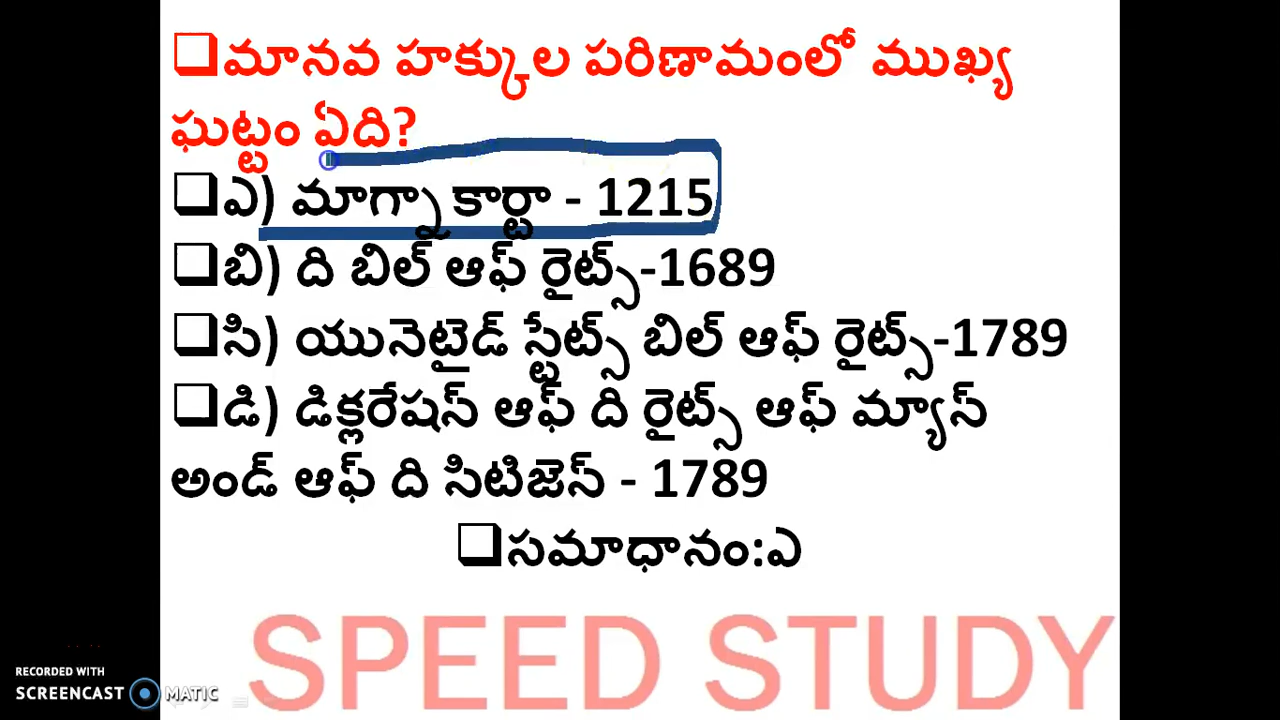 ❑మానవ హక్కుల పరిణామంలో ముఖ్య
ఘట్టం ఏది?
❑ఎ) మాగ్నా కార్టా - 1215
❑బి) ది బిల్ ఆఫ్ రైట్స్-1689
❑సి) యునెటైడ్ స్టేట్స్ బిల్ ఆఫ్ రైట్స్-1789
❑డి) డిక్లరేషన్ ఆఫ్ ది రైట్స్ ఆఫ్ మ్యాన్
అండ్ ఆఫ్ ది సిటిజెన్ - 1789
❑సమాధానం:ఎ
SPEED STUDY
RECORDED WITH
SCREENCAST MATIC